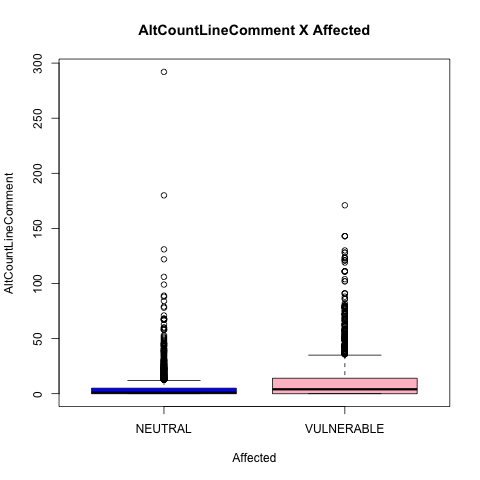 AltCountLineComment X Affected
AltCountLineComment
300
250
200
150
100
50
0
NEUTRAL
VULNERABLE
Affected